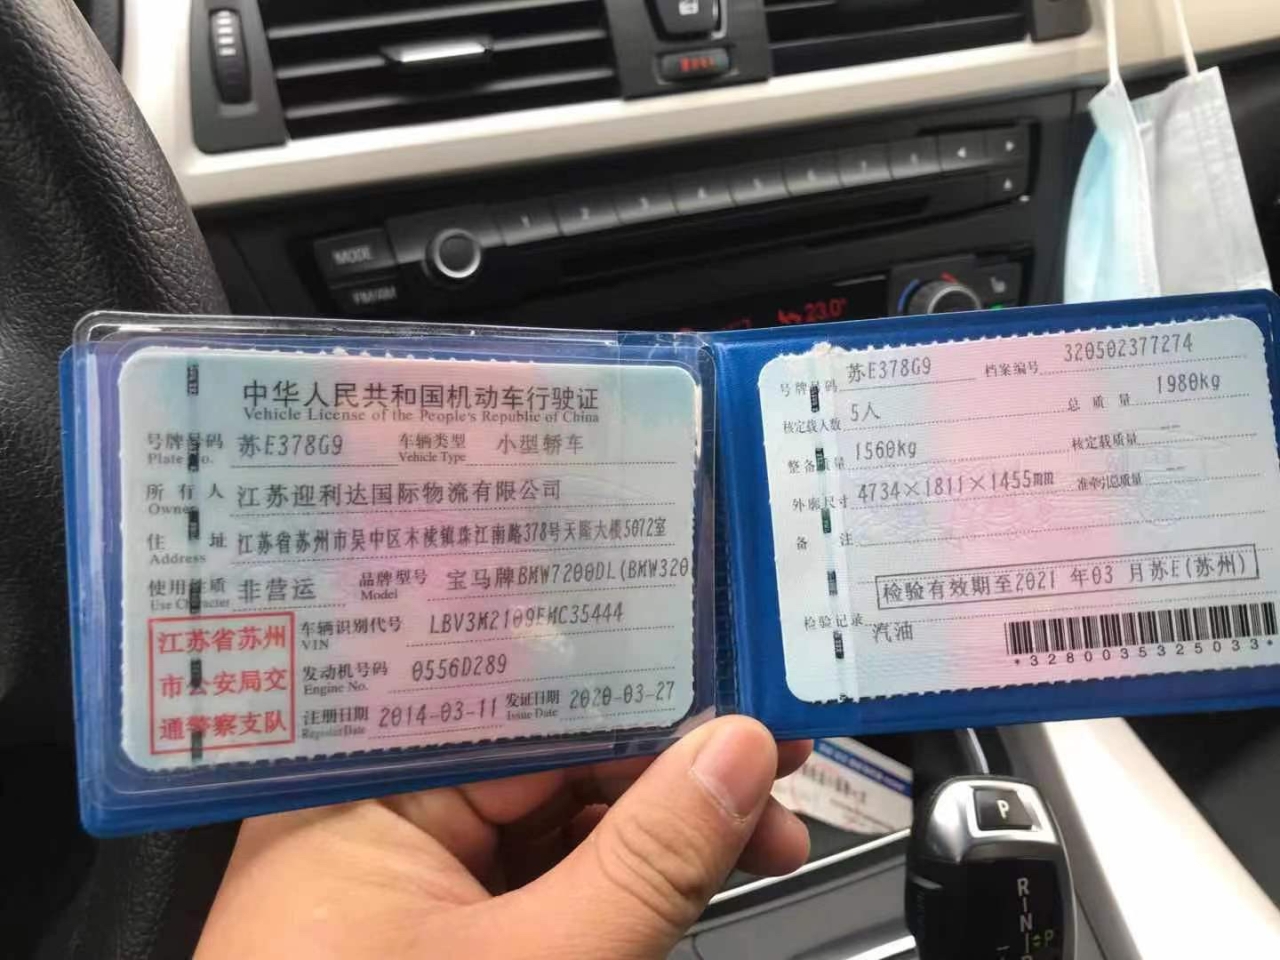 MODE
FM/AM
1
2
3
4
5
6
7
8
23.0°
中华人民共和国机动车行驶证
Vehicle License of the People's Republic of China
号牌号码 苏E378G9 车辆类型 小型轿车
Plate No. Vehicle Type
所有人 江苏迎利达国际物流有限公司
Owner
住址 江苏省苏州市吴中区木渎镇珠江南路378号天隆大楼5072室
Address
使用性质 非营运 品牌型号 宝马牌BMW7200DL(BMW320
Use Character Model
车辆识别代号 LBV3M2109EMC35444
VIN
发动机号码 0556D289
Engine No.
注册日期 2014-03-11 发证日期 2020-03-27
Register Date Issue Date
江苏省苏州
市公安局交
通警察支队
号牌号码 苏E378G9 档案编号 320502377274
核定载人数 5人 总质量 1980kg
整备质量 1560kg 核定载质量 --
外廓尺寸 4734×1811×1455mm 准牵引总质量 --
备注
检验有效期至2021 年03 月苏E(苏州)
检验记录
汽油
*3280035325033*
P
R
N
P